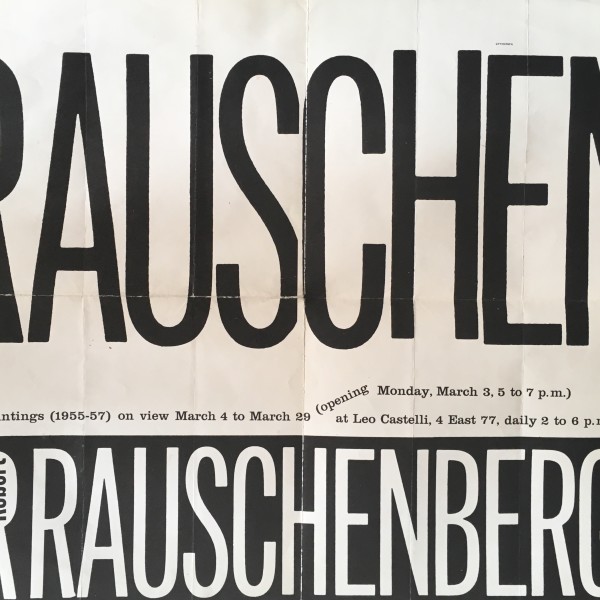 RAUSCHEN
ntings (1955-57) on view March 4 to March 29 (opening Monday, March 3, 5 to 7 p.m.)
at Leo Castelli, 4 East 77, daily 2 to 6 p.m
Robert
R RAUSCHENBERG